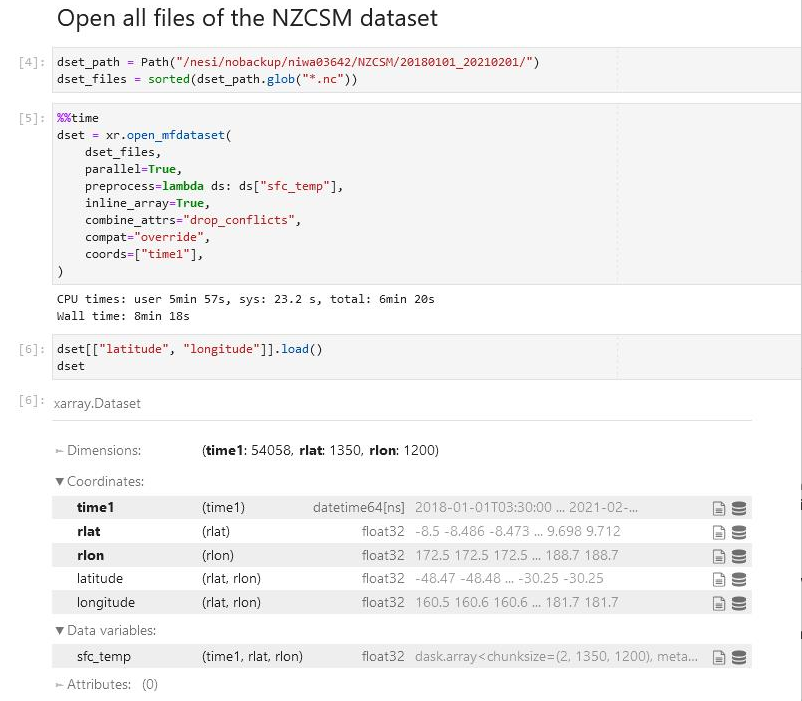 Open all files of the NZCSM dataset
[4]: dset_path = Path("/nesi/nobackup/niwa03642/NZCSM/20180101_20210201/")
dset_files = sorted(dset_path.glob("*.nc"))
[5]: %%time
dset = xr.open_mfdataset(
    dset_files,
    parallel=True,
    preprocess=lambda ds: ds["sfc_temp"],
    inline_array=True,
    combine_attrs="drop_conflicts",
    compat="override",
    coords=["time1"],
)
CPU times: user 5min 57s, sys: 23.2 s, total: 6min 20s
Wall time: 8min 18s
[6]: dset[["latitude", "longitude"]].load()
dset
[6]: xarray.Dataset
► Dimensions: (time1: 54058, rlat: 1350, rlon: 1200)
▼ Coordinates:
time1 (time1) datetime64[ns] 2018-01-01T03:30:00 ... 2021-02-...
rlat (rlat) float32 -8.5 -8.486 -8.473 ... 9.698 9.712
rlon (rlon) float32 172.5 172.5 172.5 ... 188.7 188.7
latitude (rlat, rlon) float32 -48.47 -48.48 ... -30.25 -30.25
longitude (rlat, rlon) float32 160.5 160.6 160.6 ... 181.7 181.7
▼ Data variables:
sfc_temp (time1, rlat, rlon) float32 dask.array<chunksize=(2, 1350, 1200), meta...
► Attributes: (0)